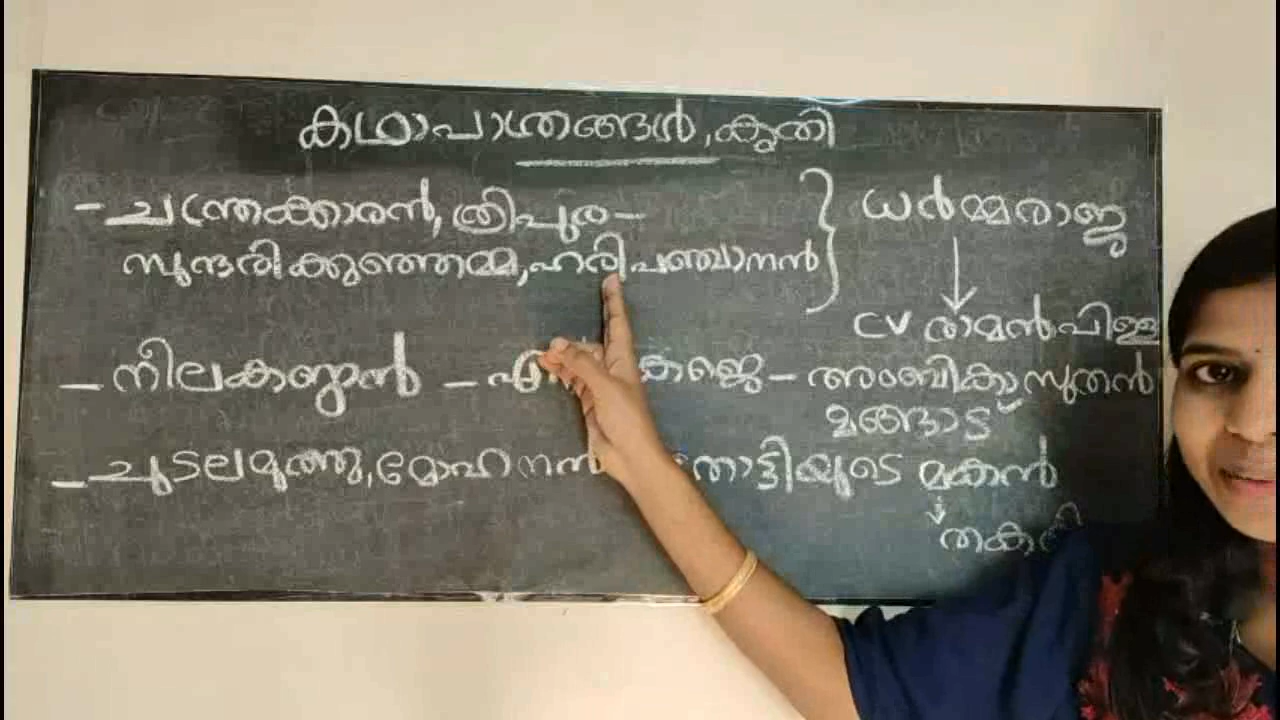 കഥാപാത്രങ്ങൾ, കൃതി
- ചന്ത്രക്കാരൻ, ത്രിപുര-
സുന്ദരിക്കുഞ്ഞമ്മ, ഹരിപഞ്ചാനൻ } ധർമ്മരാജ
CV രാമൻപിള്ള
- നീലകണ്ഠൻ - - അംബികാസുതൻ
മങ്ങാട്
- ചുടലമുത്തു, മോഹനൻ തോട്ടിയുടെ മകൻ